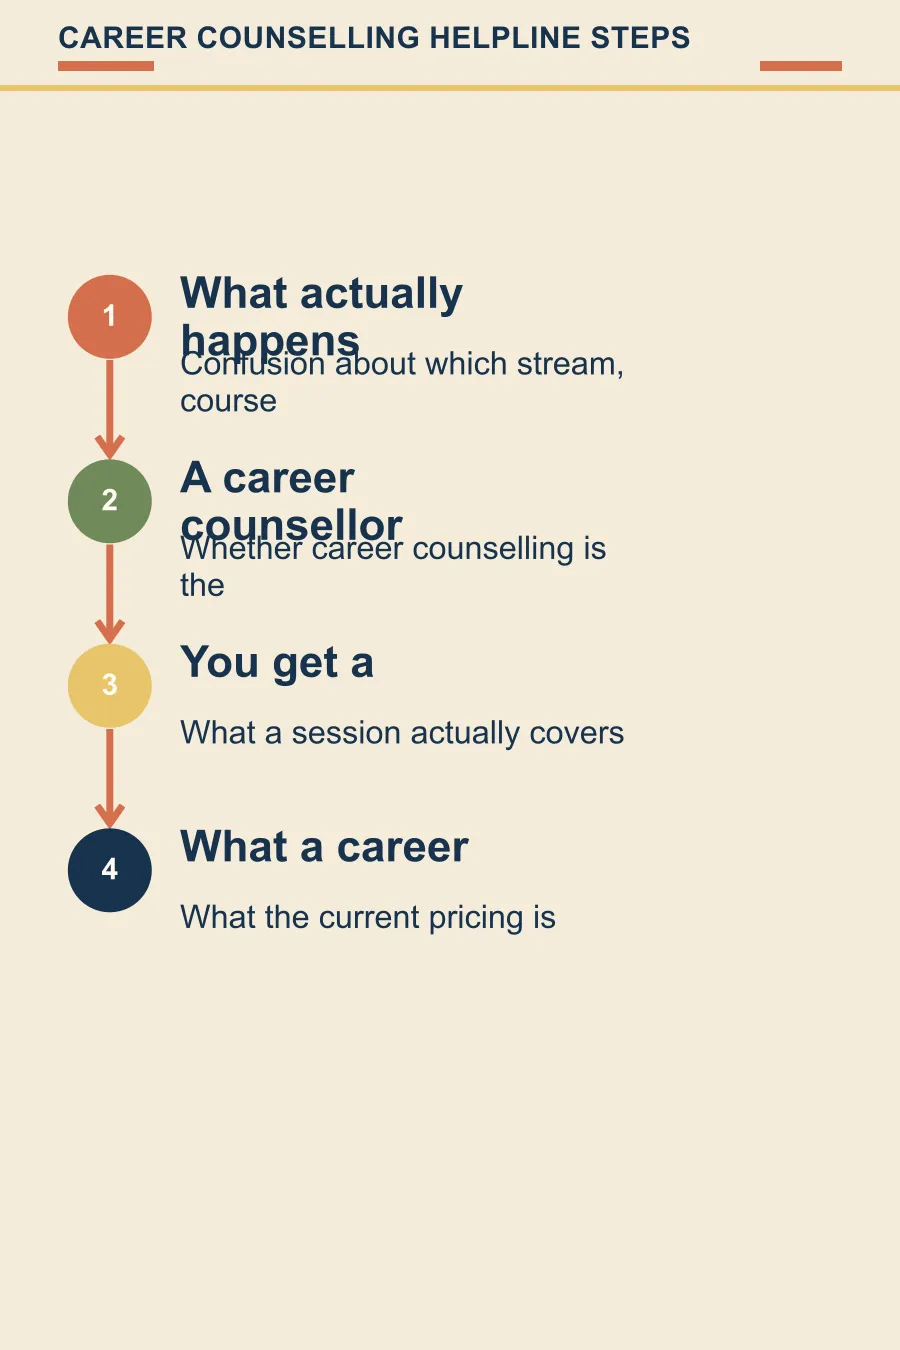 CAREER COUNSELLING HELPLINE STEPS
1
What actually
happens
Confusion about which stream,
course
2
A career
counsellor
Whether career counselling is
the
3
You get a
What a session actually covers
4
What a career
What the current pricing is